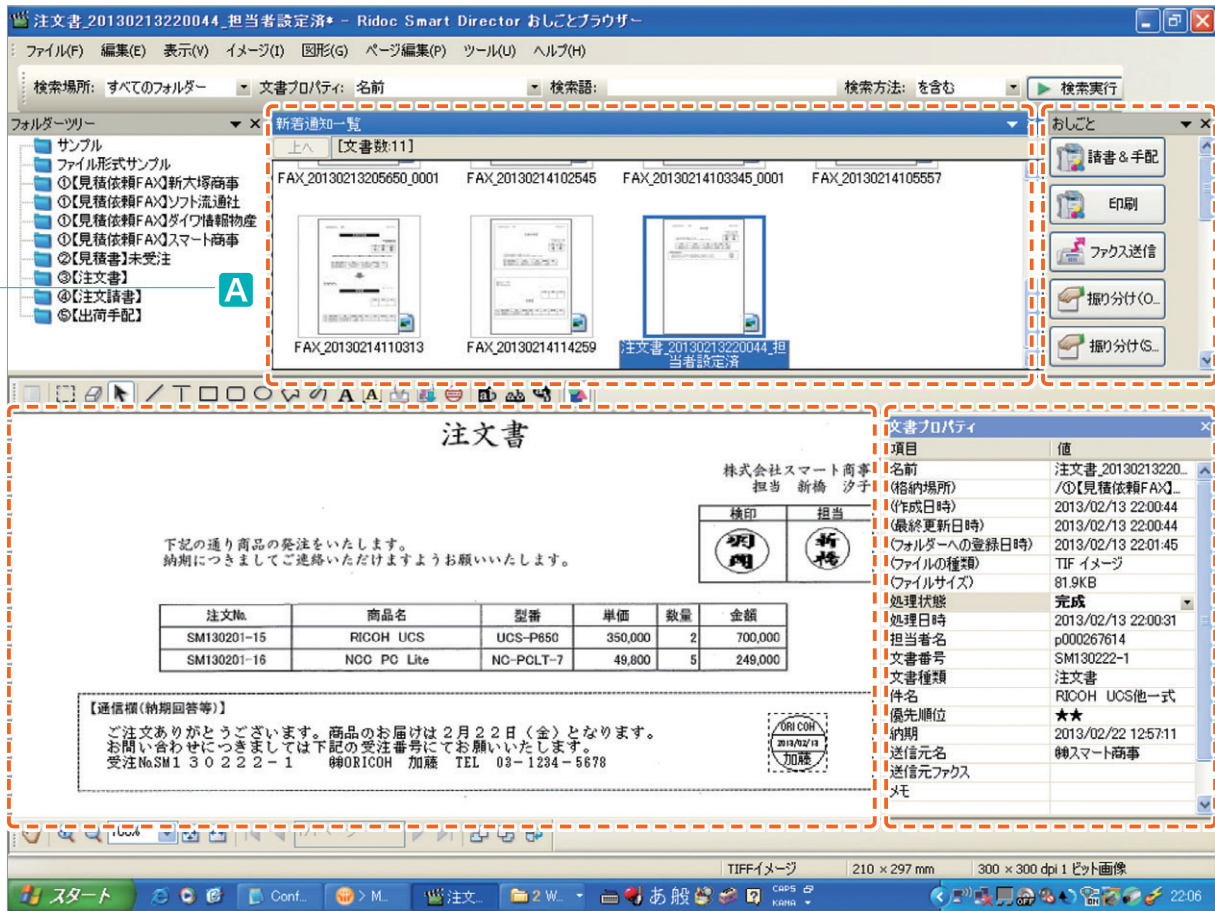 注文書_20130213220044_担当者設定済* - Ridoc Smart Director おしごとブラウザー
ファイル(F) 編集(E) 表示(V) イメージ(I) 図形(G) ページ編集(P) ツール(U) ヘルプ(H)
検索場所: すべてのフォルダー 文書プロパティ: 名前 検索語: 検索方法: を含む 検索実行
フォルダーツリー
サンプル
ファイル形式サンプル
①【見積依頼FAX】新大塚商事
①【見積依頼FAX】ソフト流通社
①【見積依頼FAX】ダイワ情報物産
①【見積依頼FAX】スマート商事
②【見積書】未受注
③【注文書】
④【注文請書】
⑤【出荷手配】
A
新着通知一覧
上へ [文書数:11]
FAX_20130213205650_0001 FAX_20130214102545 FAX_20130214103345_0001 FAX_20130214105557
FAX_20130214110313 FAX_20130214114259 注文書_20130213220044_担
当者設定済
おしごと
請書&手配
印刷
ファクス送信
振り分け(O...
振り分け(S...
注文書
株式会社スマート商事
担当 新橋 汐子
検印 担当
新橋
下記の通り商品の発注をいたします。
納期につきましてご連絡いただけますようお願いいたします。
注文No. 商品名 型番 単価 数量 金額
SM130201-15 RICOH UCS UCS-P650 350,000 2 700,000
SM130201-16 NCC PC Lite NC-PCLT-7 49,800 5 249,000
【通信欄(納期回答等)】
ご注文ありがとうございます。商品のお届けは2月22日(金)となります。
お問い合わせにつきましては下記の受注番号にてお願いいたします。
受注No.SM130222-1 ㈱ORICOH 加藤 TEL 03-1234-5678
ORICOH
2013/02/13
加藤
文書プロパティ
項目 値
名前 注文書_20130213220...
(格納場所) /①【見積依頼FAX】...
(作成日時) 2013/02/13 22:00:44
(最終更新日時) 2013/02/13 22:00:44
(フォルダーへの登録日時) 2013/02/13 22:01:45
(ファイルの種類) TIF イメージ
(ファイルサイズ) 81.9KB
処理状態 完成
処理日時 2013/02/13 22:00:31
担当者名 p000267614
文書番号 SM130222-1
文書種類 注文書
件名 RICOH UCS他一式
優先順位 ★★
納期 2013/02/22 12:57:11
送信元名 ㈱スマート商事
送信元ファクス
メモ
100%
TIFFイメージ 210 × 297 mm 300 × 300 dpi 1 ビット画像
スタート Conf... > M... 注文... 2 W... あ 般 CAPS KANA 22:06